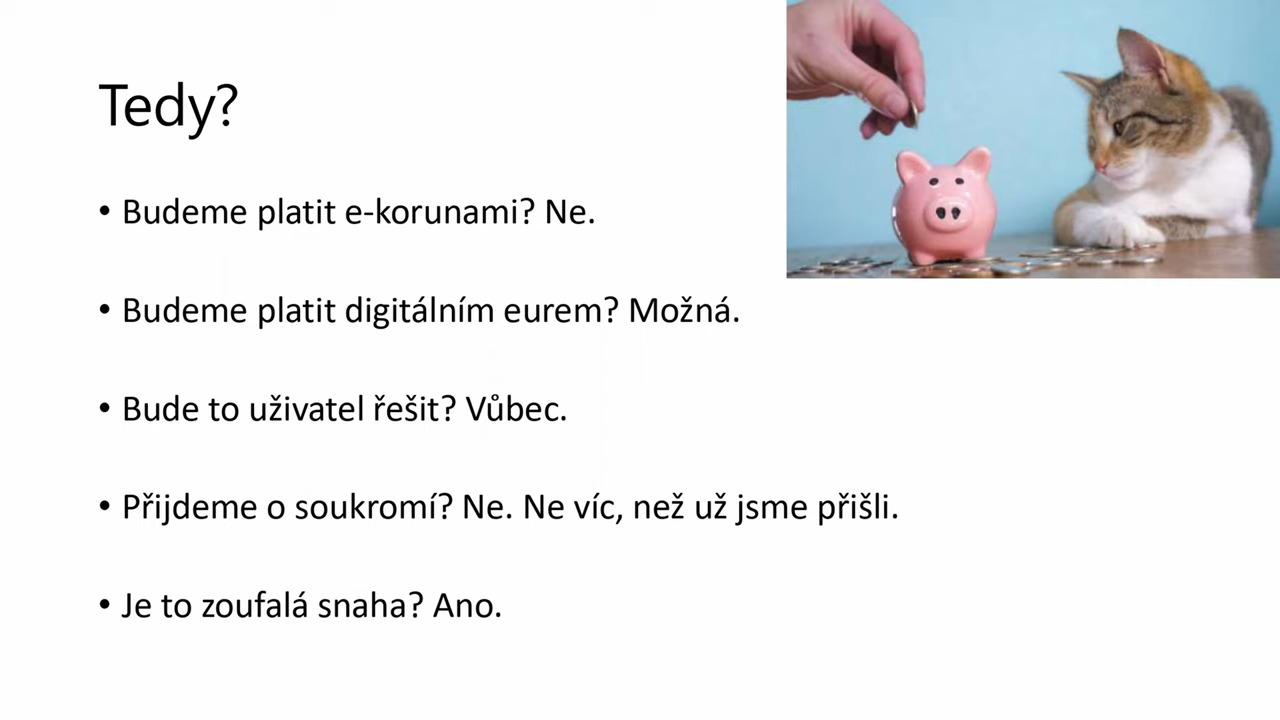 Tedy?
• Budeme platit e-korunami? Ne.
• Budeme platit digitálním eurem? Možná.
• Bude to uživatel řešit? Vůbec.
• Přijdeme o soukromí? Ne. Ne víc, než už jsme přišli.
• Je to zoufalá snaha? Ano.